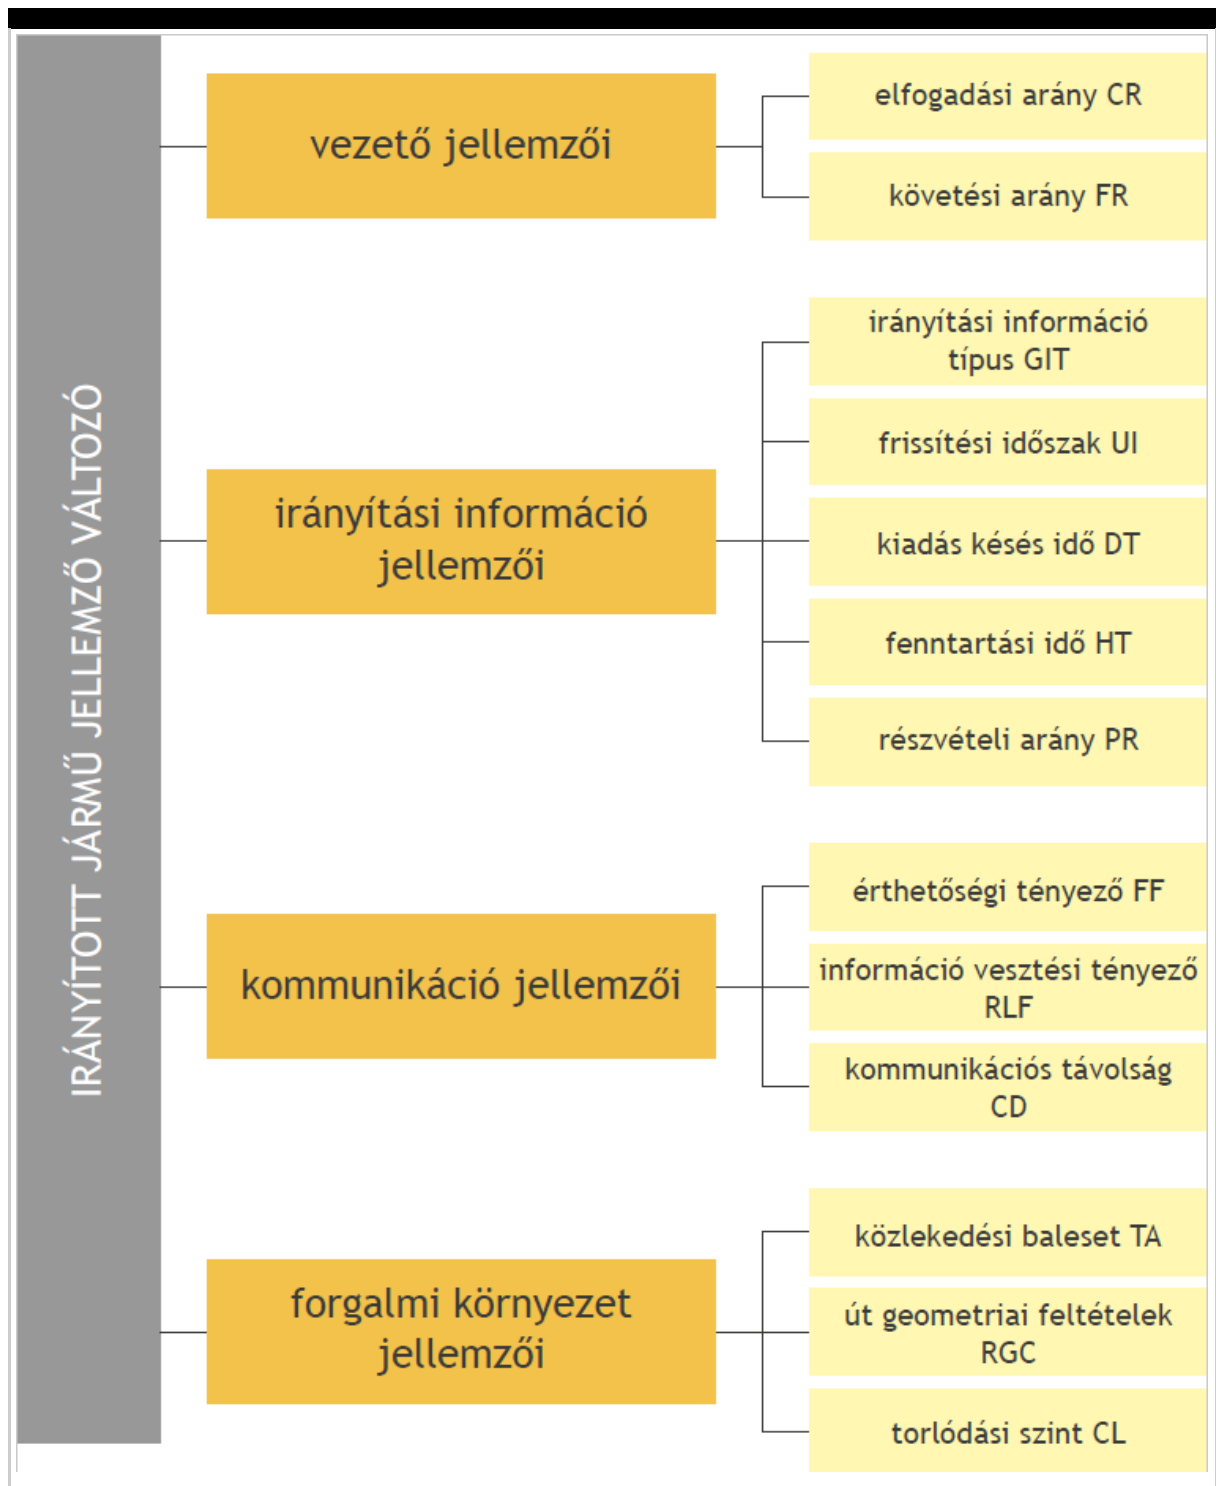 IRÁNYÍTOTT JÁRMŰ JELLEMZŐ VÁLTOZÓ
vezető jellemzői
elfogadási arány CR
követési arány FR
irányítási információ
jellemzői
irányítási információ
típus GIT
frissítési időszak UI
kiadás késés idő DT
fenntartási idő HT
részvételi arány PR
kommunikáció jellemzői
érthetőségi tényező FF
információ vesztési tényező
RLF
kommunikációs távolság
CD
forgalmi környezet
jellemzői
közlekedési baleset TA
út geometriai feltételek
RGC
torlódási szint CL